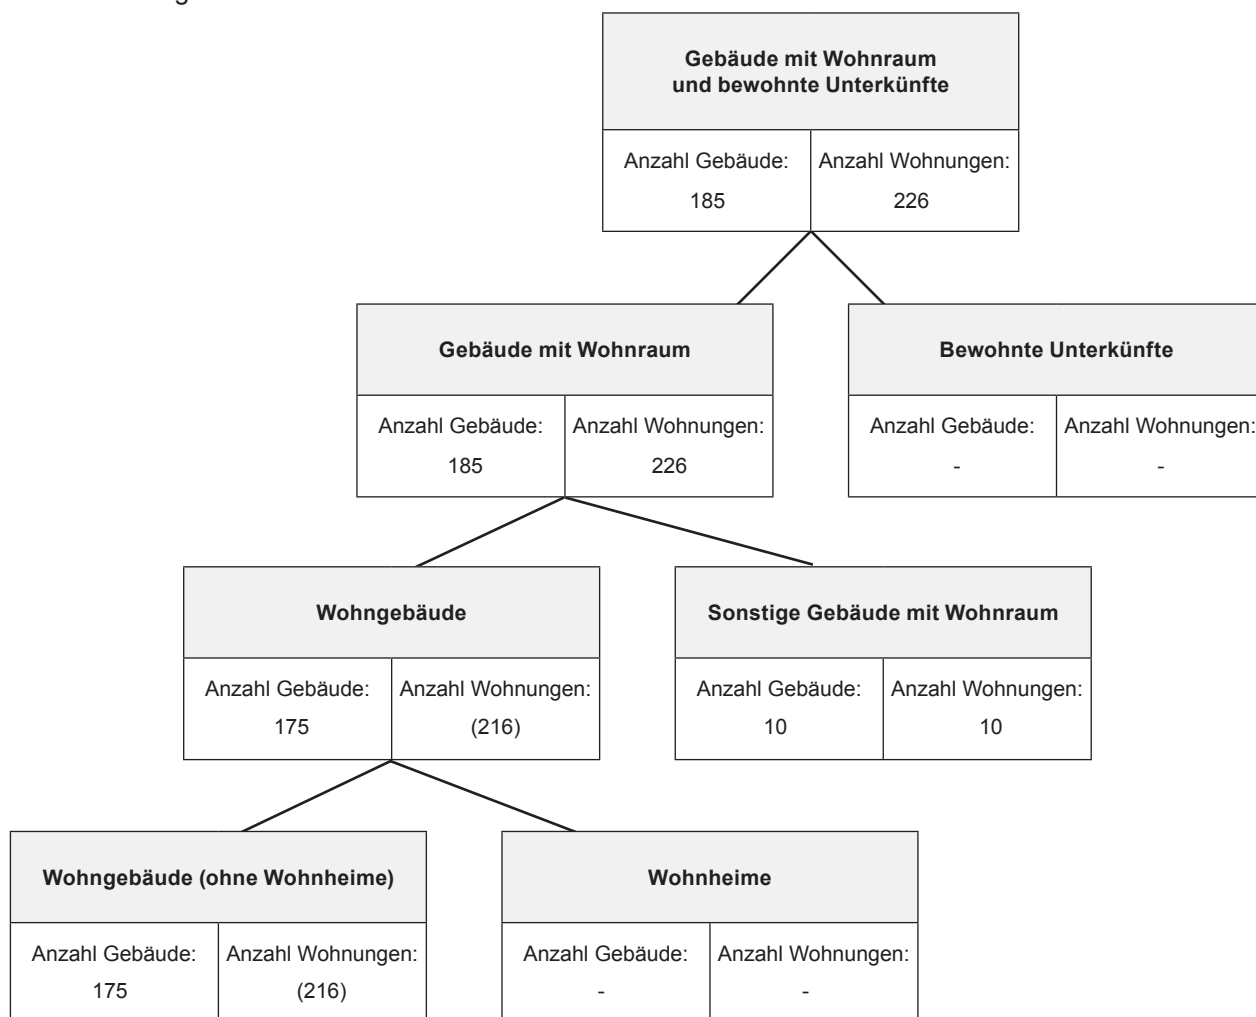 Gebäude mit Wohnraum
und bewohnte Unterkünfte
Anzahl Gebäude: Anzahl Wohnungen:
185 226
Gebäude mit Wohnraum
Bewohnte Unterkünfte
Anzahl Gebäude: Anzahl Wohnungen:
185 226
Anzahl Gebäude: Anzahl Wohnungen:
- -
Wohngebäude
Sonstige Gebäude mit Wohnraum
Anzahl Gebäude: Anzahl Wohnungen:
175 (216)
Anzahl Gebäude: Anzahl Wohnungen:
10 10
Wohngebäude (ohne Wohnheime)
Wohnheime
Anzahl Gebäude: Anzahl Wohnungen:
175 (216)
Anzahl Gebäude: Anzahl Wohnungen:
- -